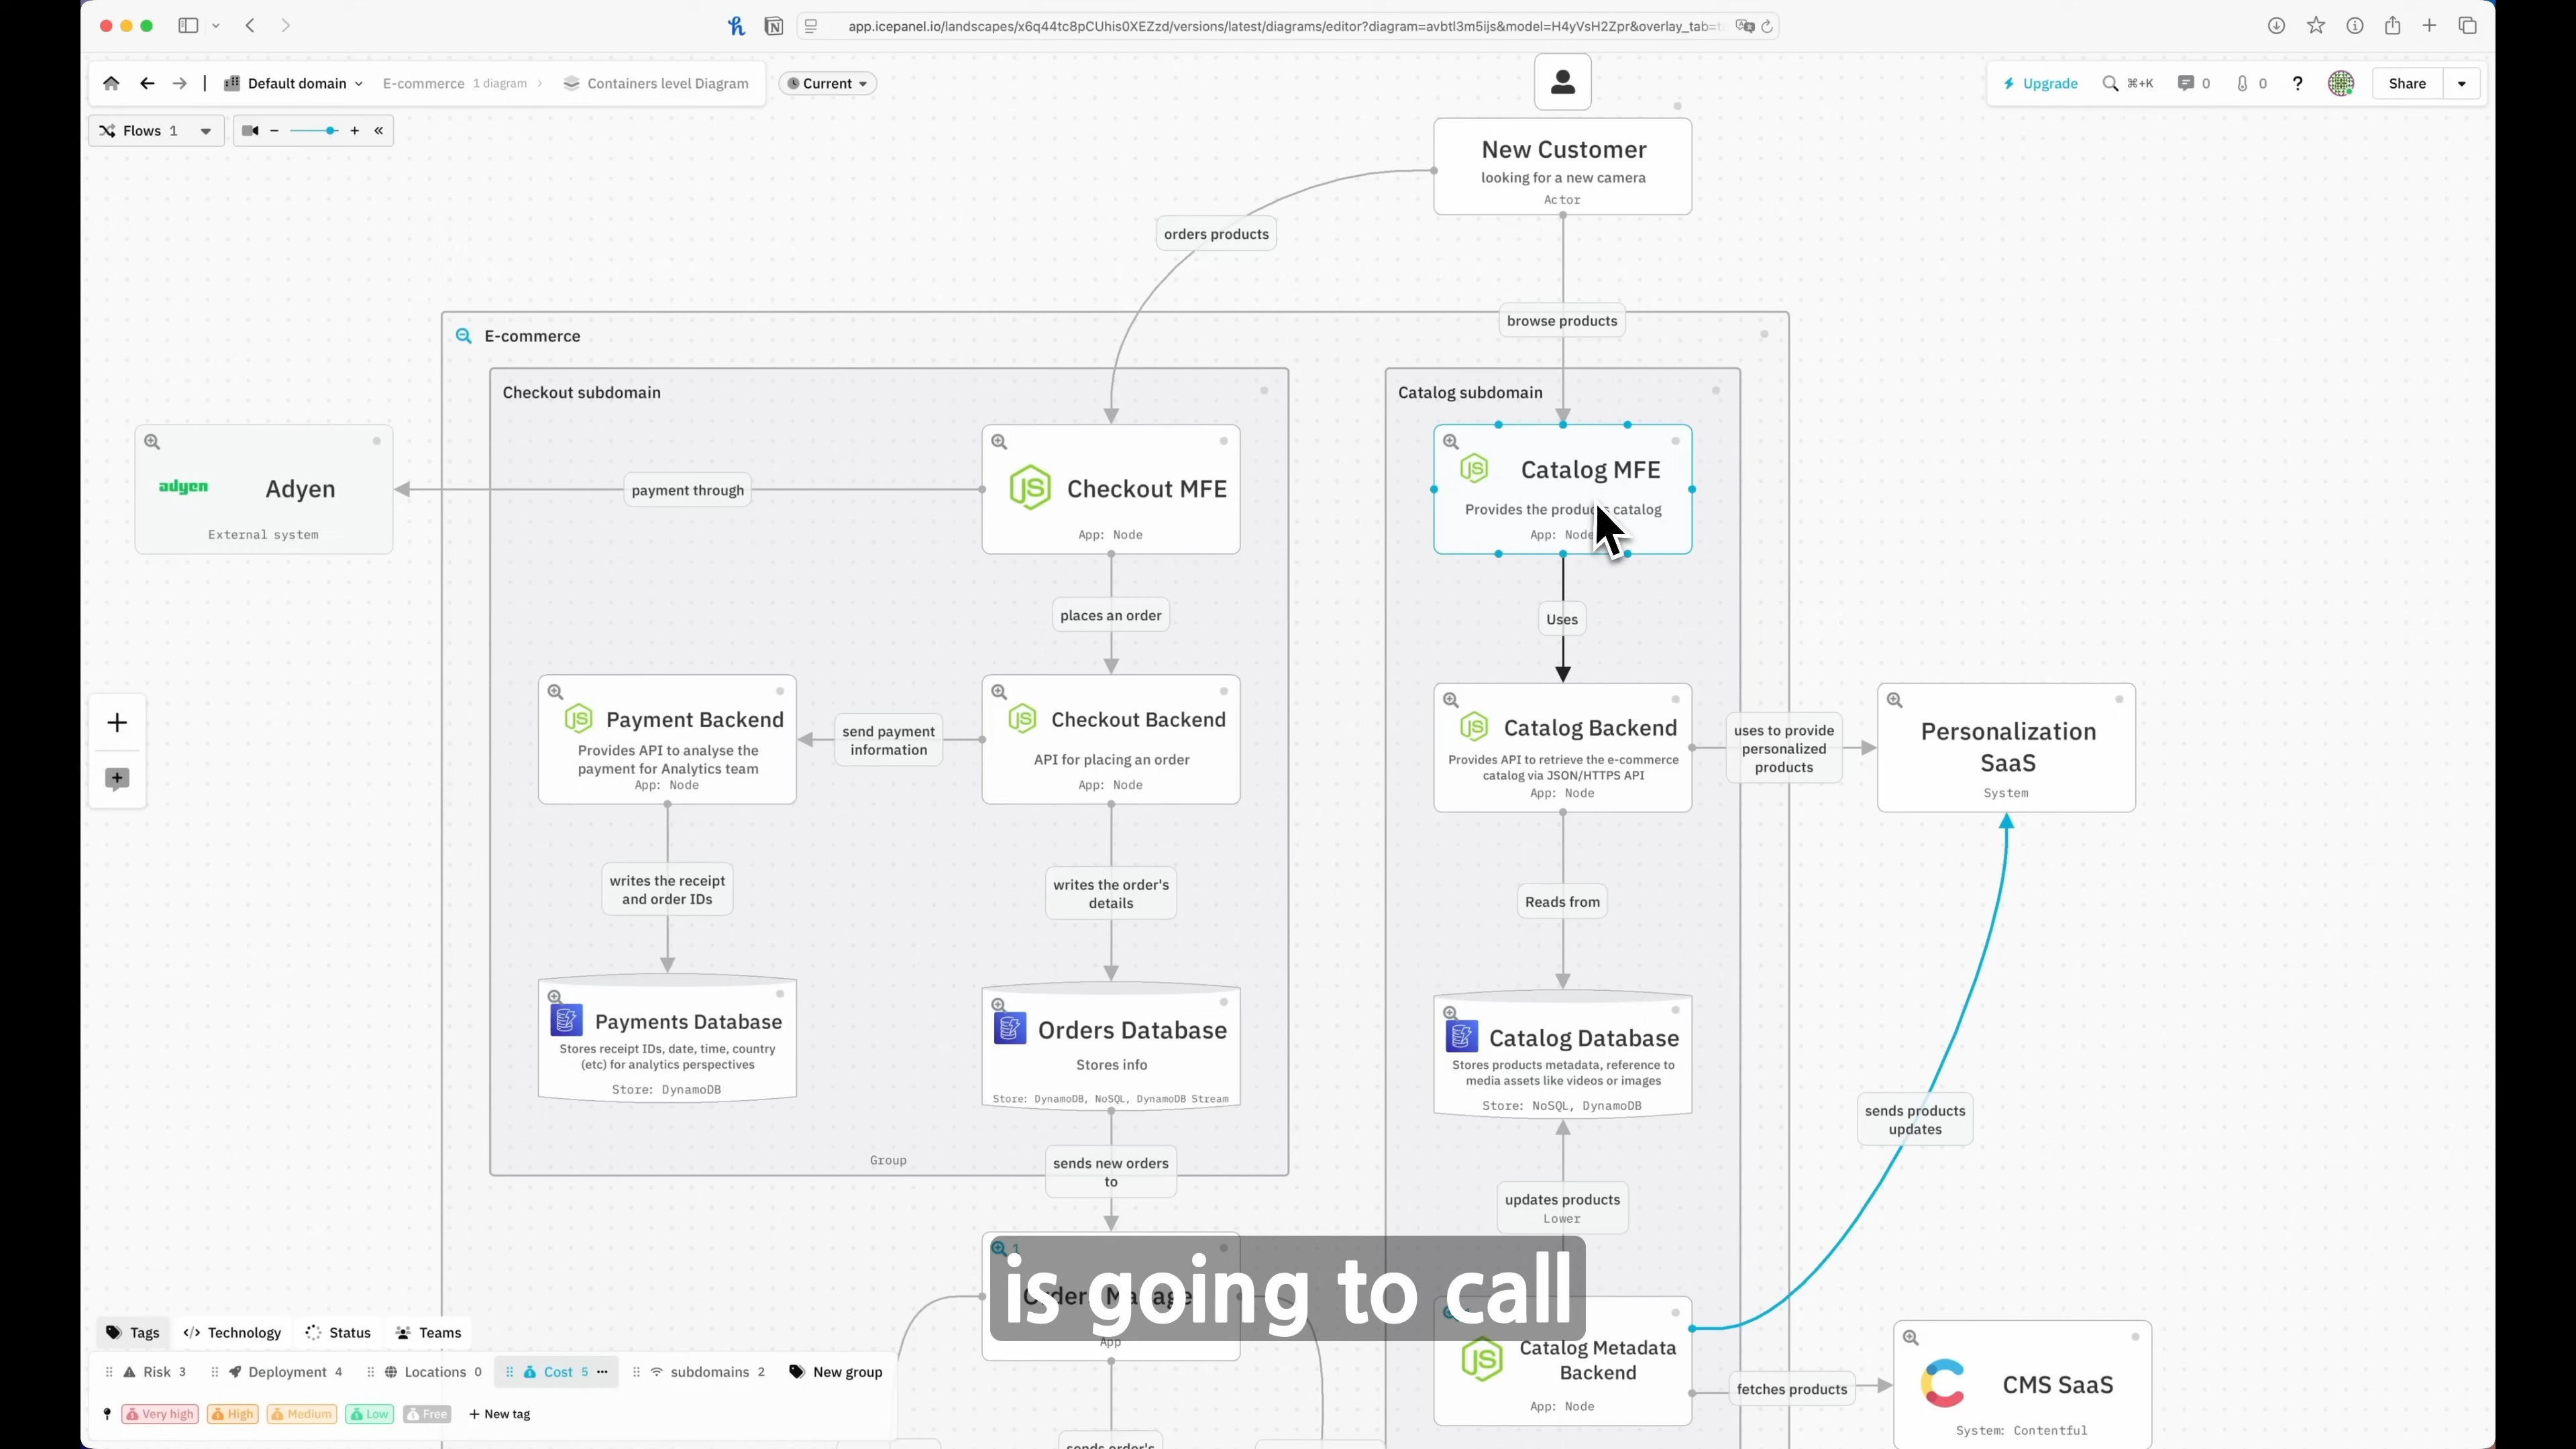 app.icepanel.io/landscapes/x6q44tc8pCUhis0XEZzd/versions/latest/diagrams/editor?diagram=avbtl3m5ijs&model=H4yVsH2Zpr&overlay_tab=t
Default domain
E-commerce 1 diagram
Containers level Diagram
Current
Upgrade
⌘+K
0
0
?
Share
Flows 1
New Customer
looking for a new camera
Actor
orders products
browse products
E-commerce
Checkout subdomain
Catalog subdomain
adyen
Adyen
External system
payment through
Checkout MFE
App: Node
Catalog MFE
Provides the produc catalog
App: Node
places an order
Uses
Payment Backend
Provides API to analyse the
payment for Analytics team
App: Node
send payment
information
Checkout Backend
API for placing an order
App: Node
Catalog Backend
Provides API to retrieve the e-commerce
catalog via JSON/HTTPS API
App: Node
uses to provide
personalized
products
Personalization
SaaS
System
writes the receipt
and order IDs
writes the order's
details
Reads from
Payments Database
Stores receipt IDs, date, time, country
(etc) for analytics perspectives
Store: DynamoDB
Orders Database
Stores info
Store: DynamoDB, NoSQL, DynamoDB Stream
Catalog Database
Stores products metadata, reference to
media assets like videos or images
Store: NoSQL, DynamoDB
sends products
updates
Group
sends new orders
to
updates products
Lower
is going to call
App
Catalog Metadata
Backend
App: Node
fetches products
CMS SaaS
System: Contentful
sends order's
Tags
Technology
Status
Teams
Risk 3
Deployment 4
Locations 0
Cost 5
subdomains 2
New group
Very high
High
Medium
Low
Free
+ New tag